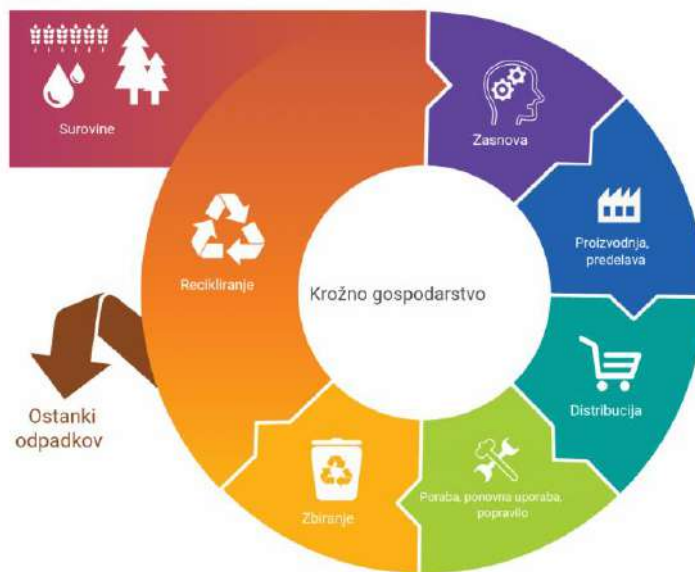 Surovine
Zasnova
Proizvodnja,
predelava
Distribucija
Poraba, ponovna uporaba,
popravilo
Zbiranje
Recikliranje
Krožno gospodarstvo
Ostanki
odpadkov